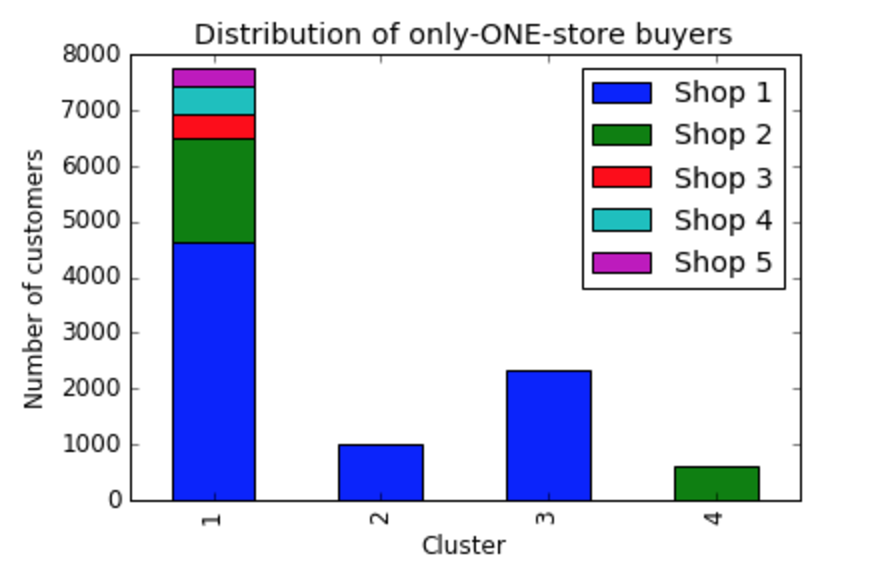 Distribution of only-ONE-store buyers
8000
7000
6000
5000
4000
3000
2000
1000
0
Number of customers
Shop 1
Shop 2
Shop 3
Shop 4
Shop 5
1
2
3
4
Cluster